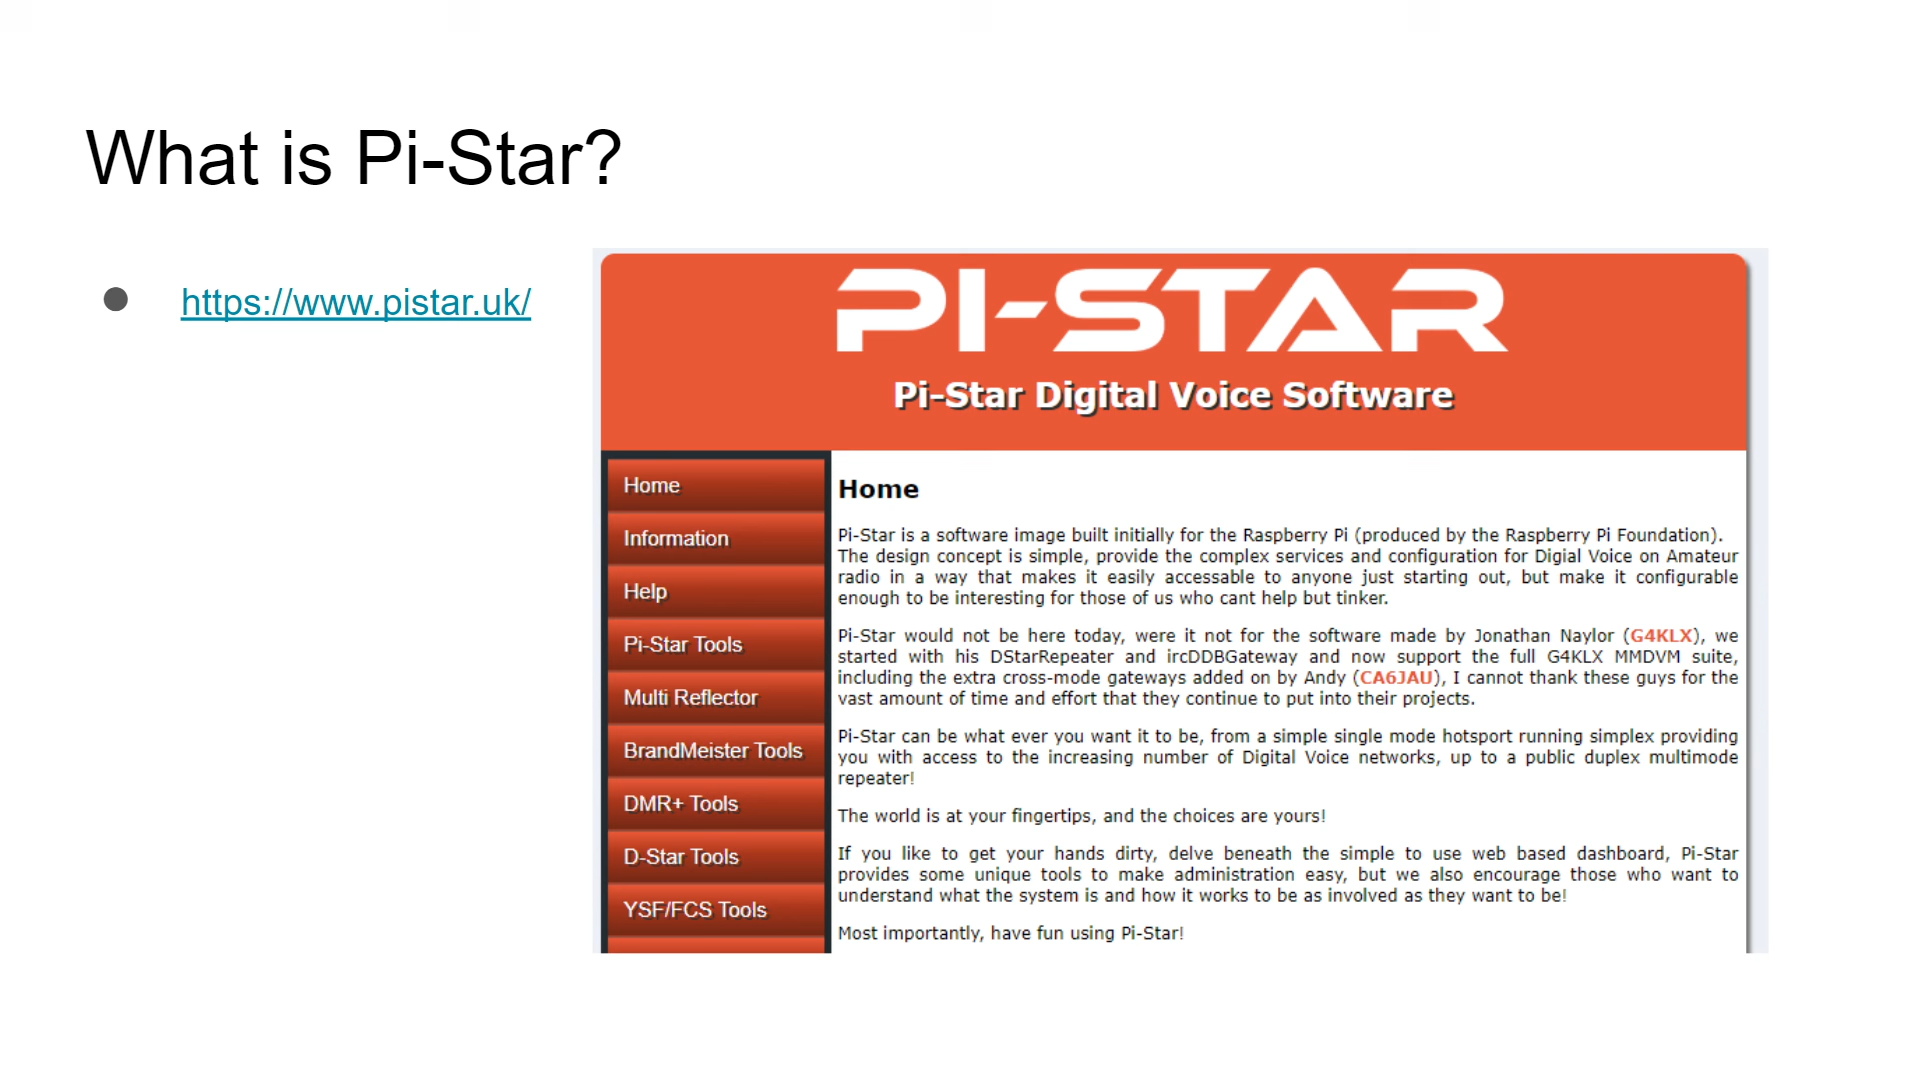 What is Pi-Star?
● https://www.pistar.uk/
PI-STAR
Pi-Star Digital Voice Software
Home
Information
Help
Pi-Star Tools
Multi Reflector
BrandMeister Tools
DMR+ Tools
D-Star Tools
YSF/FCS Tools
Home
Pi-Star is a software image built initially for the Raspberry Pi (produced by the Raspberry Pi Foundation).
The design concept is simple, provide the complex services and configuration for Digial Voice on Amateur
radio in a way that makes it easily accessable to anyone just starting out, but make it configurable
enough to be interesting for those of us who cant help but tinker.
Pi-Star would not be here today, were it not for the software made by Jonathan Naylor (G4KLX), we
started with his DStarRepeater and ircDDBGateway and now support the full G4KLX MMDVM suite,
including the extra cross-mode gateways added on by Andy (CA6JAU), I cannot thank these guys for the
vast amount of time and effort that they continue to put into their projects.
Pi-Star can be what ever you want it to be, from a simple single mode hotsport running simplex providing
you with access to the increasing number of Digital Voice networks, up to a public duplex multimode
repeater!
The world is at your fingertips, and the choices are yours!
If you like to get your hands dirty, delve beneath the simple to use web based dashboard, Pi-Star
provides some unique tools to make administration easy, but we also encourage those who want to
understand what the system is and how it works to be as involved as they want to be!
Most importantly, have fun using Pi-Star!